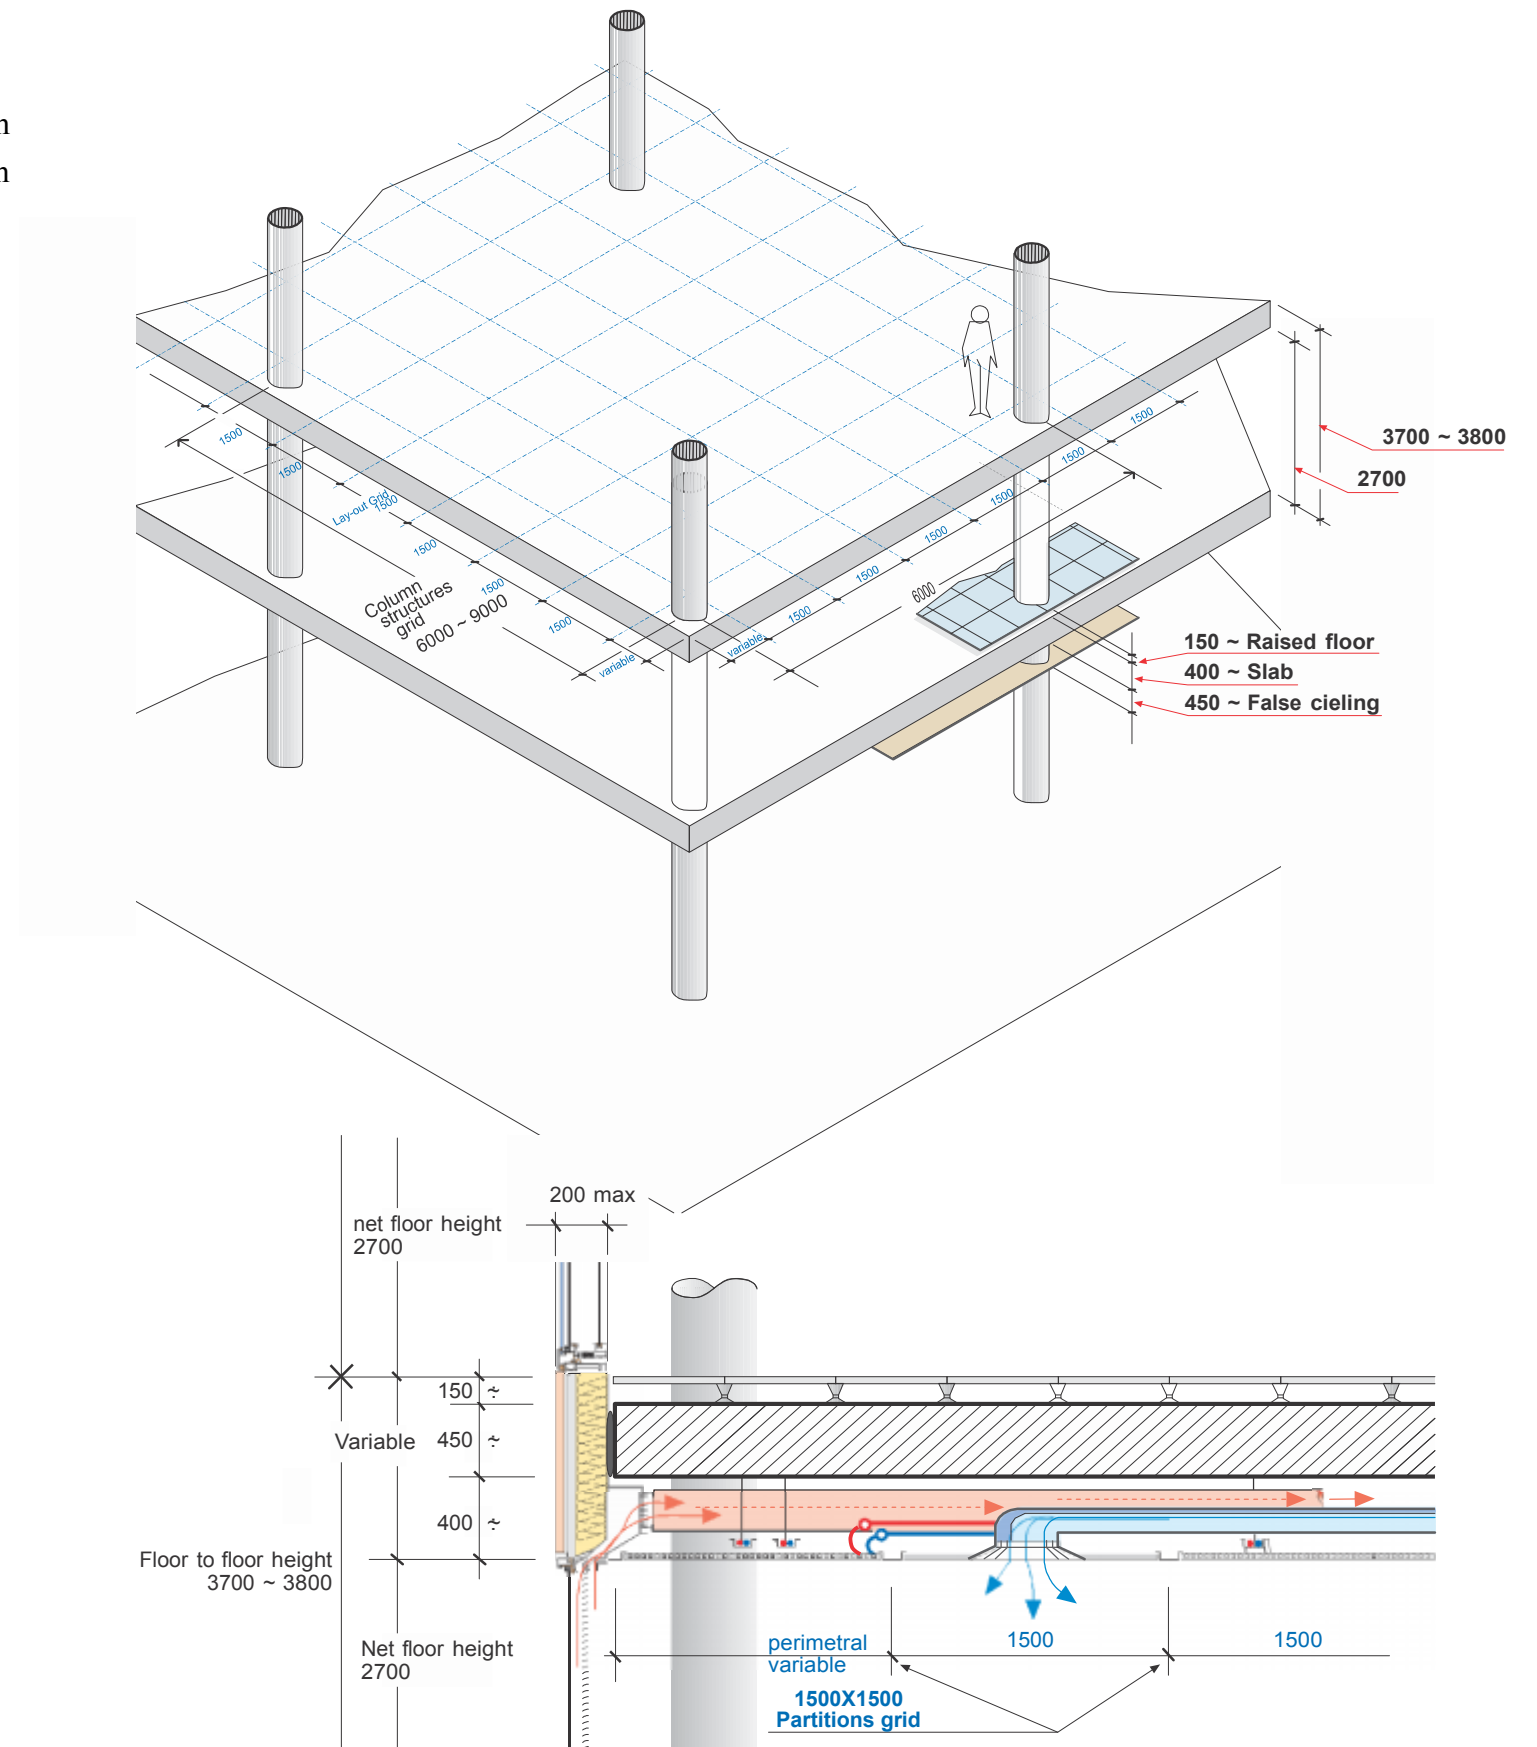 n
n
3700 ~ 3800
2700
1500
1500
1500
1500
1500
1500
1500
1500
1500
1500
1500
1500
1500
Lay-out Grid
variable
variable
6000
Column
structures
grid
6000 ~ 9000
150 ~ Raised floor
400 ~ Slab
450 ~ False cieling
200 max
net floor height
2700
150 ~
Variable 450 ~
400 ~
Floor to floor height
3700 ~ 3800
Net floor height
2700
perimetral
variable
1500
1500
1500X1500
Partitions grid